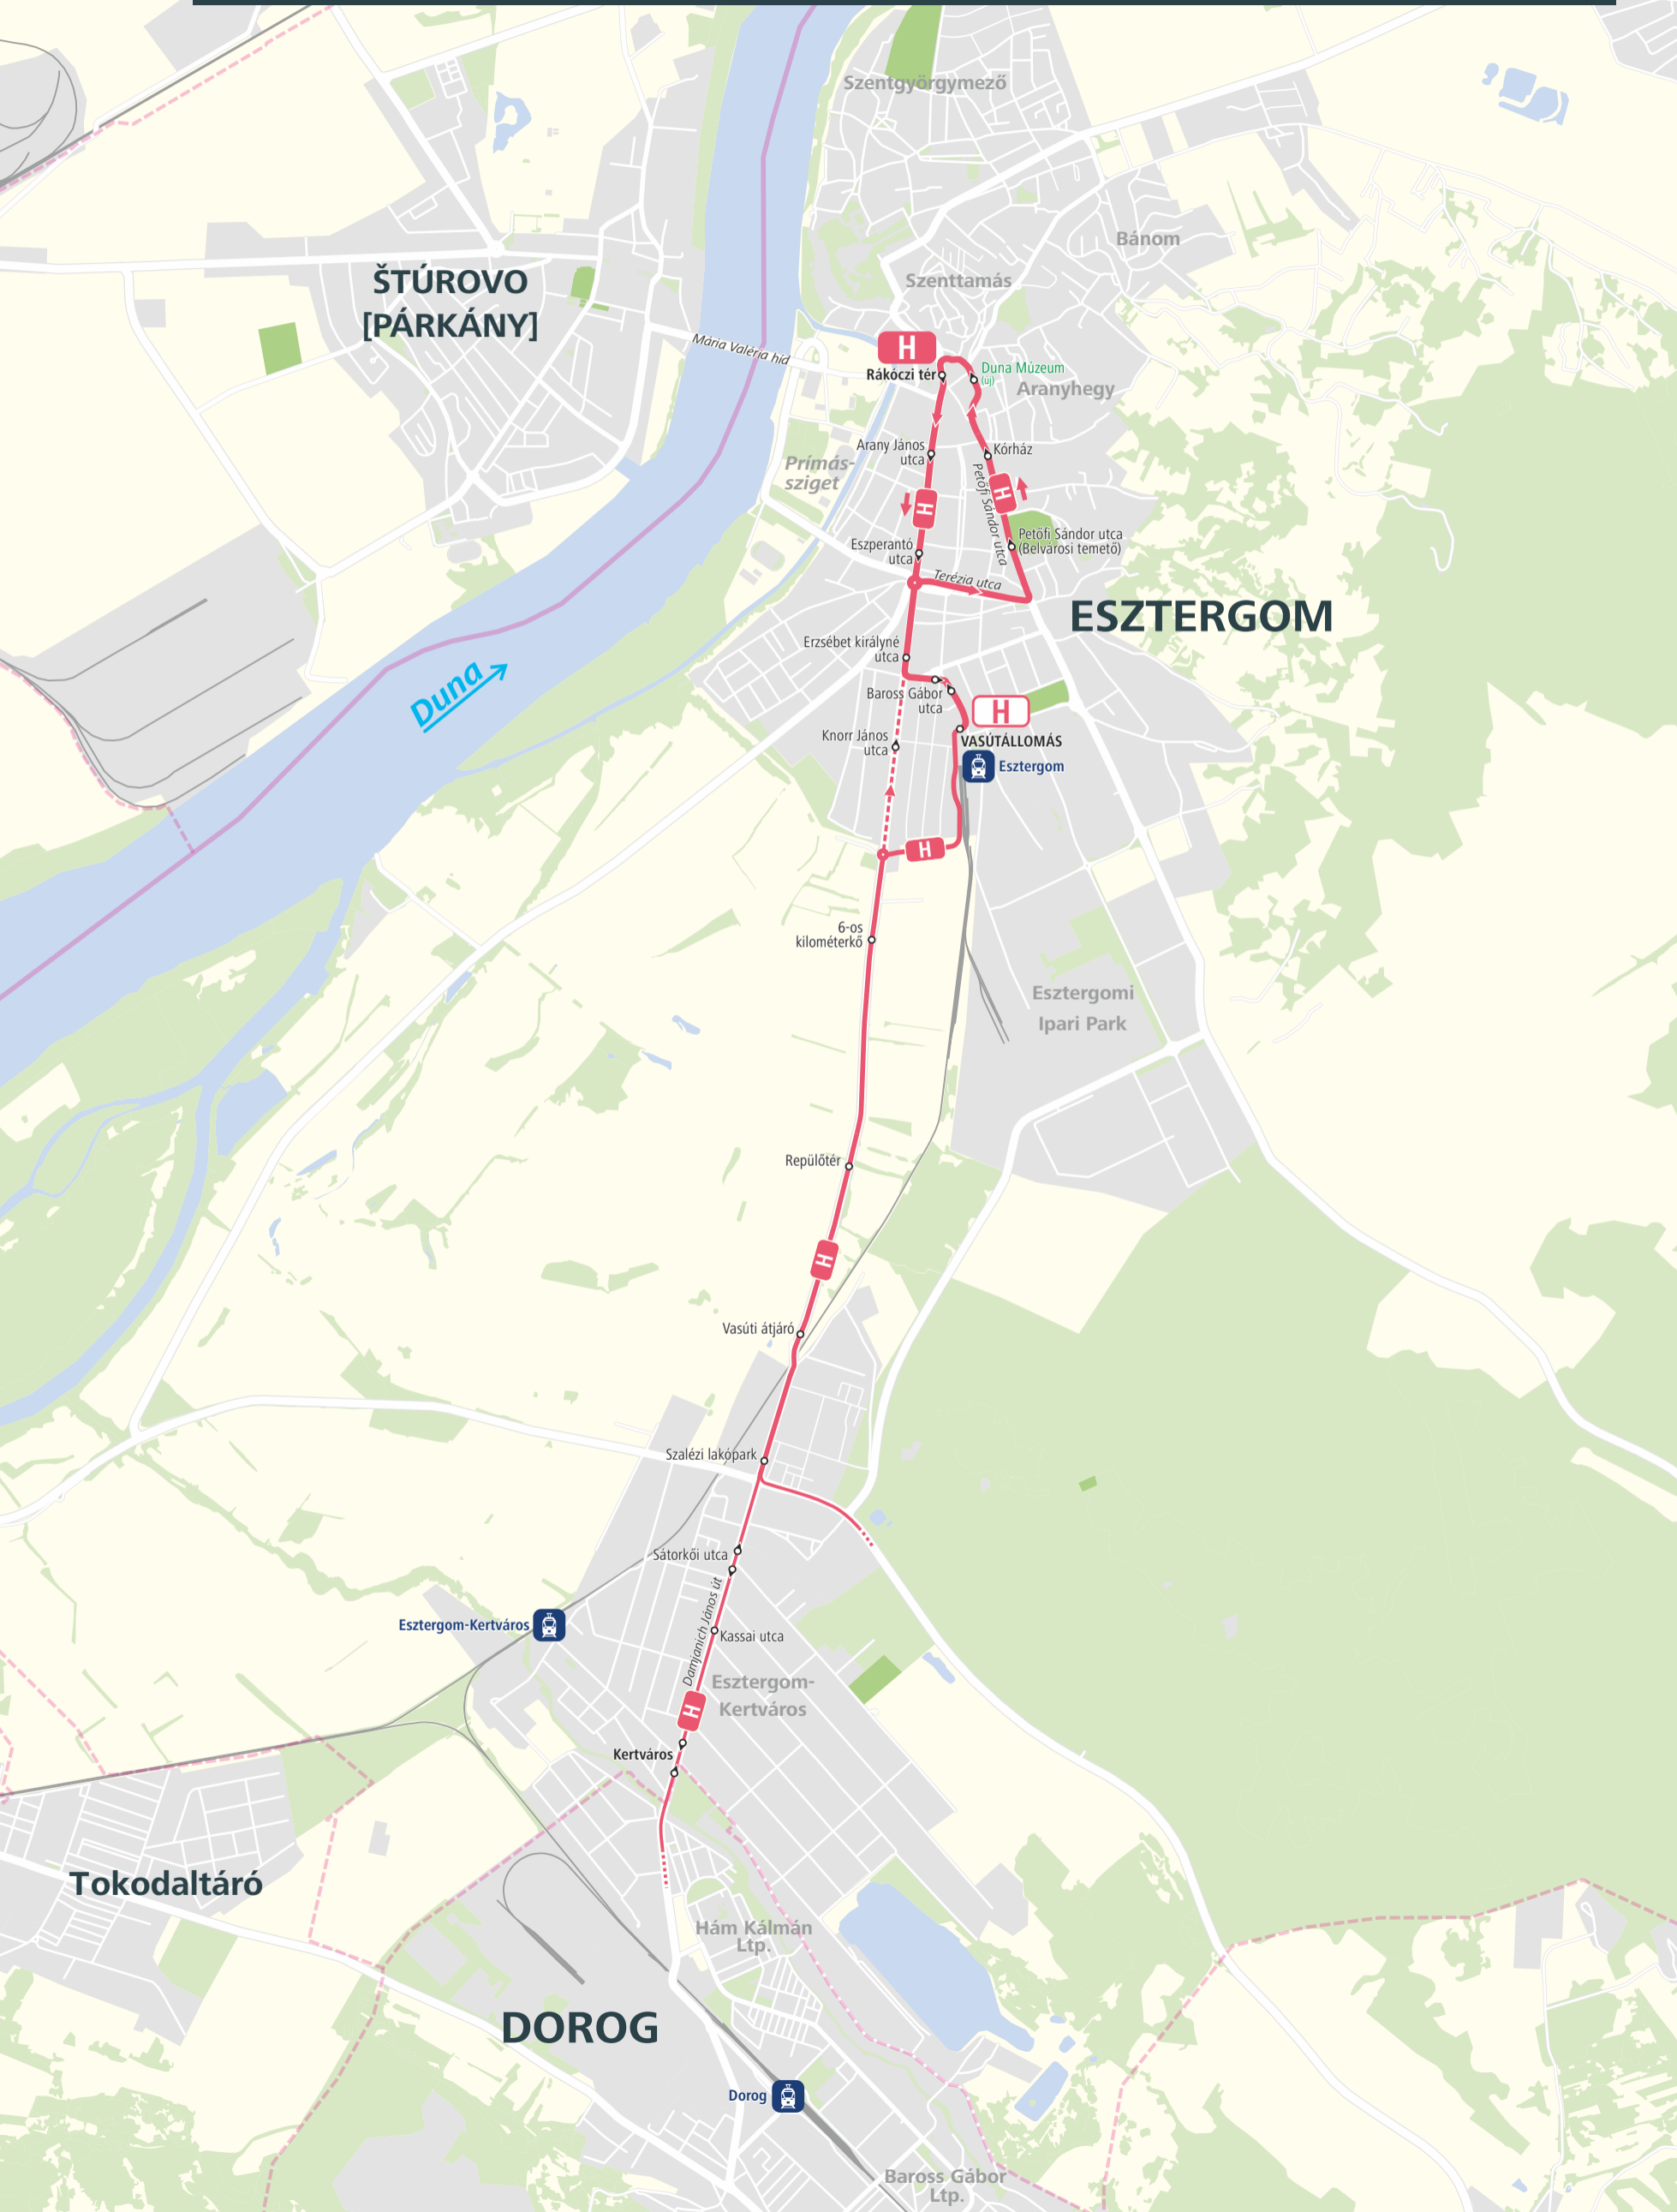 Szentgyörgymező
Bánom
ŠTÚROVO
[PÁRKÁNY]
Szenttamás
Mária Valéria híd
H
Rákóczi tér
Duna Múzeum
(új)
Aranyhegy
Arany János
utca
Kórház
Prímás-
sziget
Petőfi Sándor utca
H
H
Petőfi Sándor utca
(Belvárosi temető)
Eszperantó
utca
Terézia utca
ESZTERGOM
Erzsébet királyné
utca
Duna
Baross Gábor
utca
H
VASÚTÁLLOMÁS
Esztergom
Knorr János
utca
H
6-os
kilométerkő
Esztergomi
Ipari Park
Repülőtér
H
Vasúti átjáró
Szalézi lakópark
Sátorkői utca
Damjanich János út
Esztergom-Kertváros
Kassai utca
Esztergom-
Kertváros
H
Kertváros
Tokodaltáró
Hám Kálmán
Ltp.
DOROG
Dorog
Baross Gábor
Ltp.